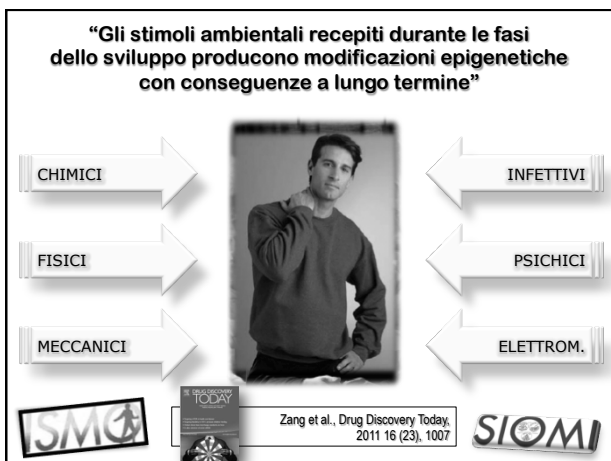 “Gli stimoli ambientali recepiti durante le fasi
dello sviluppo producono modificazioni epigenetiche
con conseguenze a lungo termine”
CHIMICI
INFETTIVI
FISICI
PSICHICI
MECCANICI
ELETTROM.
ISMO
DRUG DISCOVERY
TODAY
Zang et al., Drug Discovery Today,
2011 16 (23), 1007
SIOMI